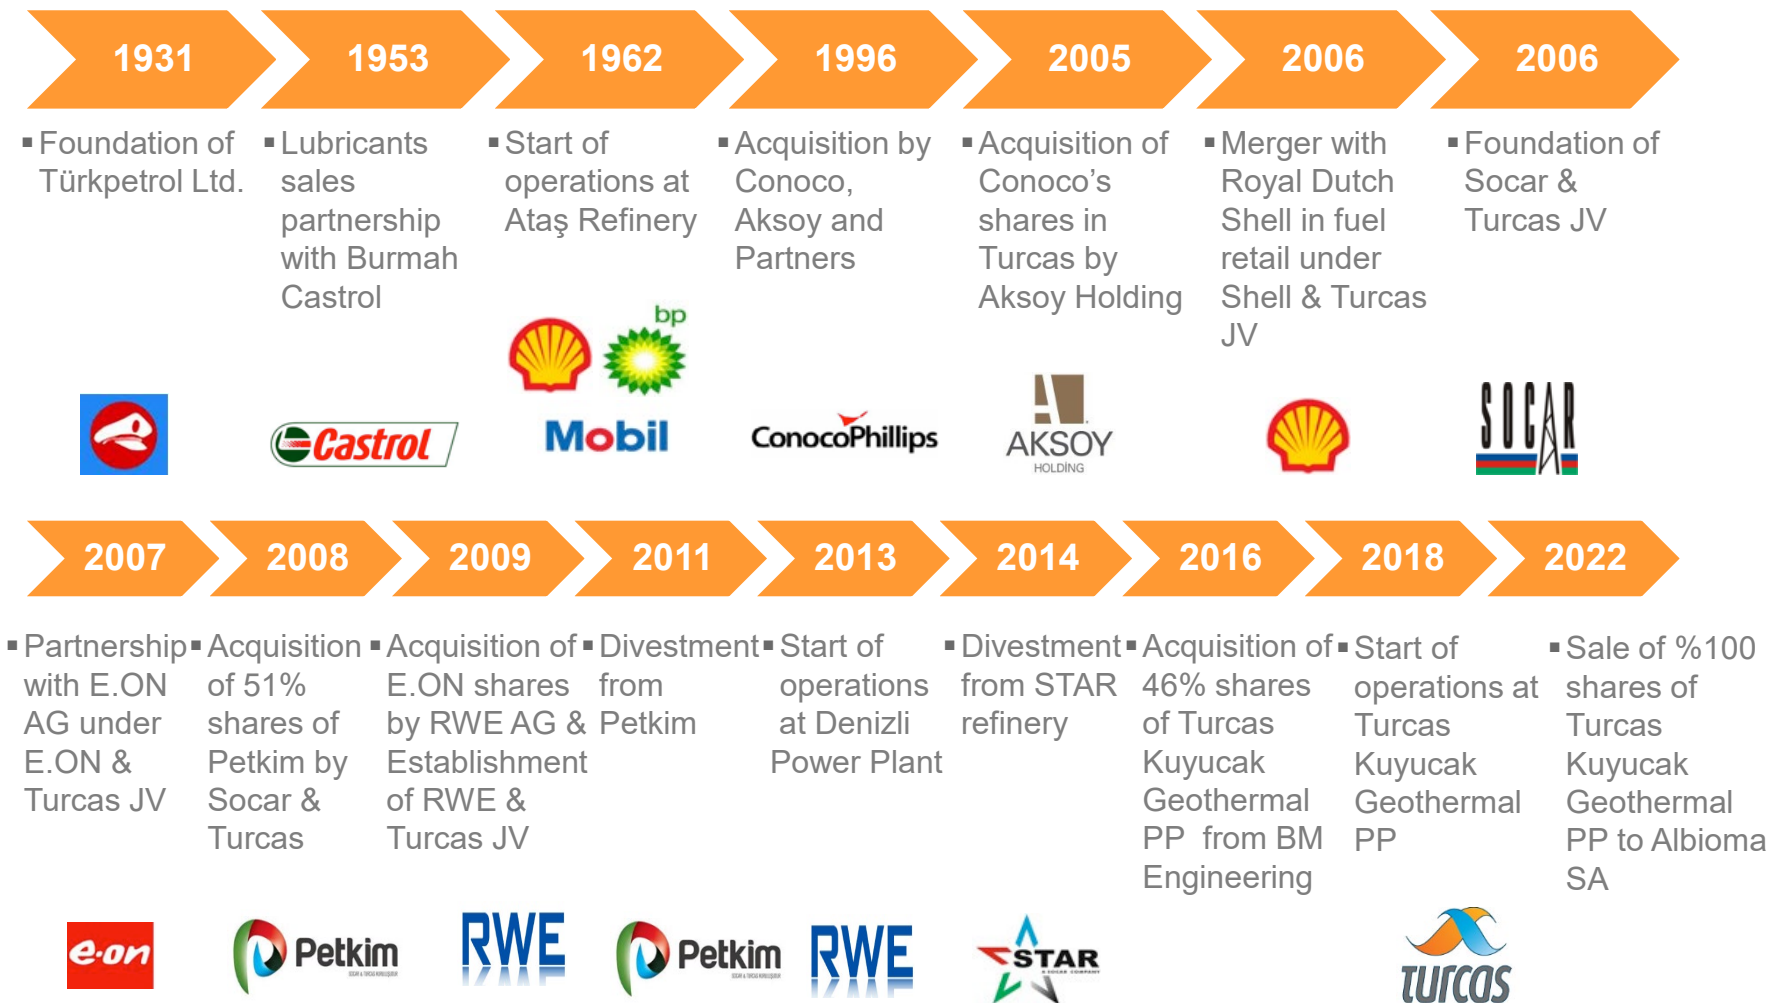 1931
1953
1962
1996
2005
2006
2006
▪ Foundation of
Türkpetrol Ltd.
▪ Lubricants
sales
partnership
with Burmah
Castrol
▪ Start of
operations at
Ataş Refinery
▪ Acquisition by
Conoco,
Aksoy and
Partners
▪ Acquisition of
Conoco’s
shares in
Turcas by
Aksoy Holding
▪ Merger with
Royal Dutch
Shell in fuel
retail under
Shell & Turcas
JV
▪ Foundation of
Socar &
Turcas JV
Castrol
bp
Mobil
ConocoPhillips
AKSOY
HOLDİNG
SOCAR
2007
2008
2009
2011
2013
2014
2016
2018
2022
▪ Partnership
with E.ON
AG under
E.ON &
Turcas JV
▪ Acquisition
of 51%
shares of
Petkim by
Socar &
Turcas
▪ Acquisition of
E.ON shares
by RWE AG &
Establishment
of RWE &
Turcas JV
▪ Divestment
from
Petkim
▪ Start of
operations
at Denizli
Power Plant
▪ Divestment
from STAR
refinery
▪ Acquisition of
46% shares
of Turcas
Kuyucak
Geothermal
PP from BM
Engineering
▪ Start of
operations at
Turcas
Kuyucak
Geothermal
PP
▪ Sale of %100
shares of
Turcas
Kuyucak
Geothermal
PP to Albioma
SA
e·on
Petkim
RWE
Petkim
RWE
STAR
A SOCAR COMPANY
TURCAS